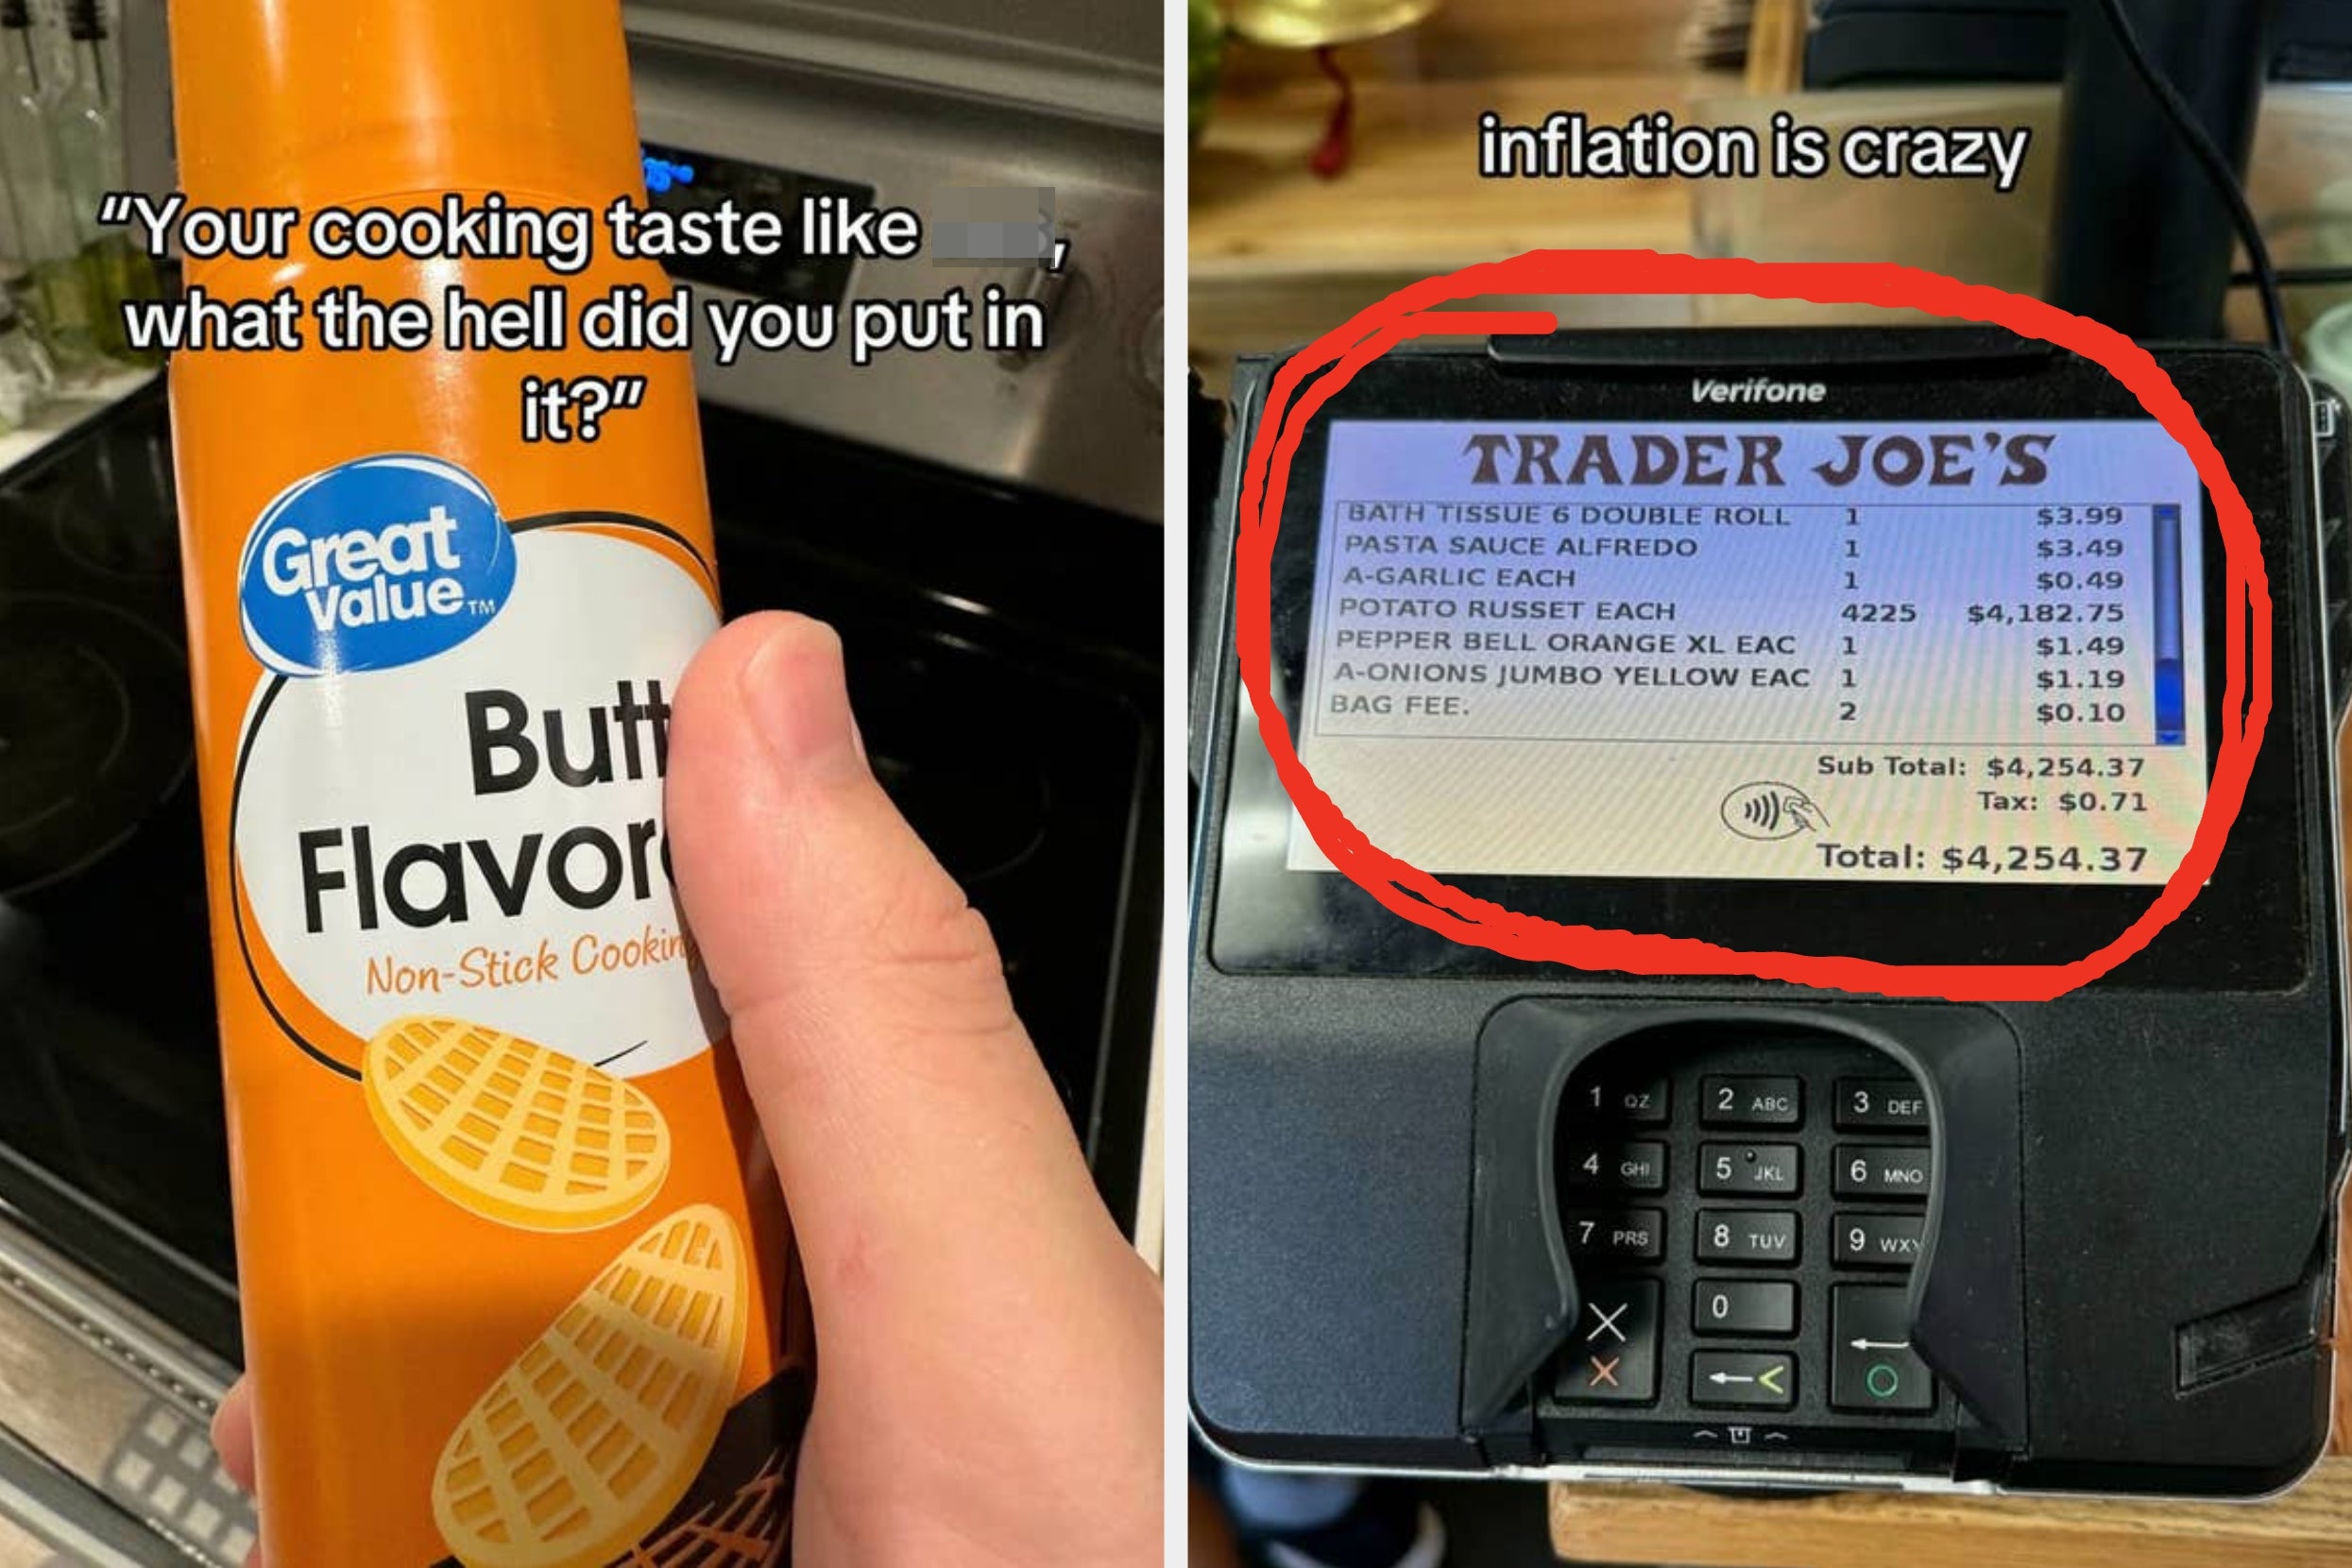 "Your cooking taste like
what the hell did you put in
it?"
Great
Value™
Butt
Flavor
Non-Stick Cookin
inflation is crazy
Verifone
TRADER JOE'S
BATH TISSUE 6 DOUBLE ROLL 1 $3.99
PASTA SAUCE ALFREDO 1 $3.49
A-GARLIC EACH 1 $0.49
POTATO RUSSET EACH 4225 $4,182.75
PEPPER BELL ORANGE XL EAC 1 $1.49
A-ONIONS JUMBO YELLOW EAC 1 $1.19
BAG FEE. 2 $0.10
Sub Total: $4,254.37
Tax: $0.71
Total: $4,254.37
1 QZ 2 ABC 3 DEF
4 GHI 5 JKL 6 MNO
7 PRS 8 TUV 9 WXY
0